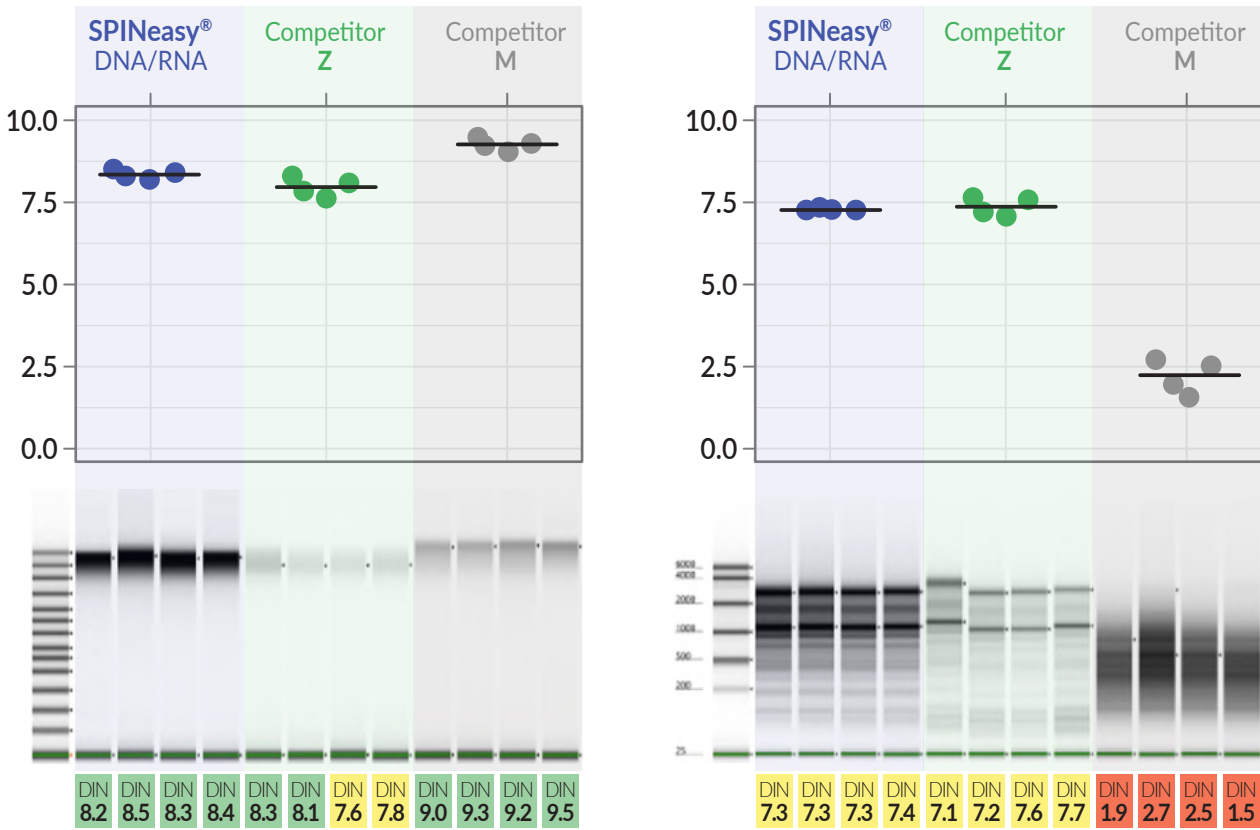 SPINeasy®
DNA/RNA
Competitor
Z
Competitor
M
10.0
7.5
5.0
2.5
0.0
DIN
8.2
DIN
8.5
DIN
8.3
DIN
8.4
DIN
8.3
DIN
8.1
DIN
7.6
DIN
7.8
DIN
9.0
DIN
9.3
DIN
9.2
DIN
9.5
SPINeasy®
DNA/RNA
Competitor
Z
Competitor
M
10.0
7.5
5.0
2.5
0.0
6000
4000
2000
1000
500
200
25
DIN
7.3
DIN
7.3
DIN
7.3
DIN
7.4
DIN
7.1
DIN
7.2
DIN
7.6
DIN
7.7
DIN
1.9
DIN
2.7
DIN
2.5
DIN
1.5